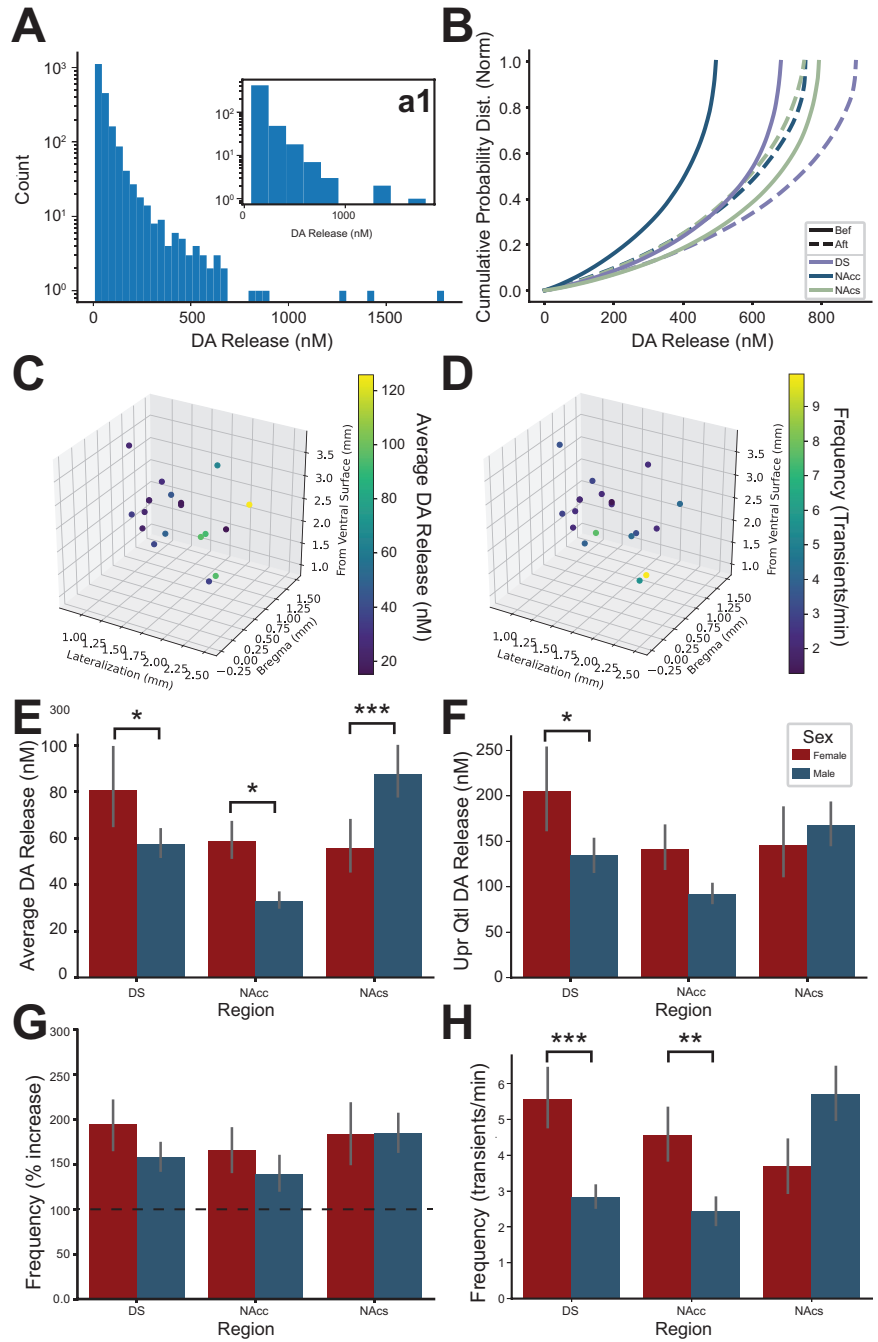 A
Count
10³
10²
10¹
10⁰
0
500
1000
1500
DA Release (nM)
a1
10²
10¹
10⁰
0
1000
DA Release (nM)
B
Cumulative Probability Dist. (Norm)
1.0
0.8
0.6
0.4
0.2
0.0
0
200
400
600
800
DA Release (nM)
Bef
Aft
DS
NAcc
NAcs
C
3.5
3.0
2.5
2.0
1.5
1.0
From Ventral Surface (mm)
1.00
1.25
1.50
1.75
2.00
2.25
2.50
Lateralization (mm)
1.50
1.25
1.00
0.75
0.50
0.25
0.00
−0.25
Bregma (mm)
120
100
80
60
40
20
Average DA Release (nM)
D
3.5
3.0
2.5
2.0
1.5
1.0
From Ventral Surface (mm)
1.00
1.25
1.50
1.75
2.00
2.25
2.50
Lateralization (mm)
1.50
1.25
1.00
0.75
0.50
0.25
0.00
−0.25
Bregma (mm)
9
8
7
6
5
4
3
2
Frequency (Transients/min)
E
300
100
80
60
40
20
0
Average DA Release (nM)
*
*
***
DS
NAcc
NAcs
Region
F
250
200
150
100
50
0
Upr Qtl DA Release (nM)
*
Sex
Female
Male
DS
NAcc
NAcs
Region
G
300
250
200
150
100
50
0.0
Frequency (% increase)
DS
NAcc
NAcs
Region
H
6
5
4
3
2
1
0
Frequency (transients/min)
***
**
DS
NAcc
NAcs
Region